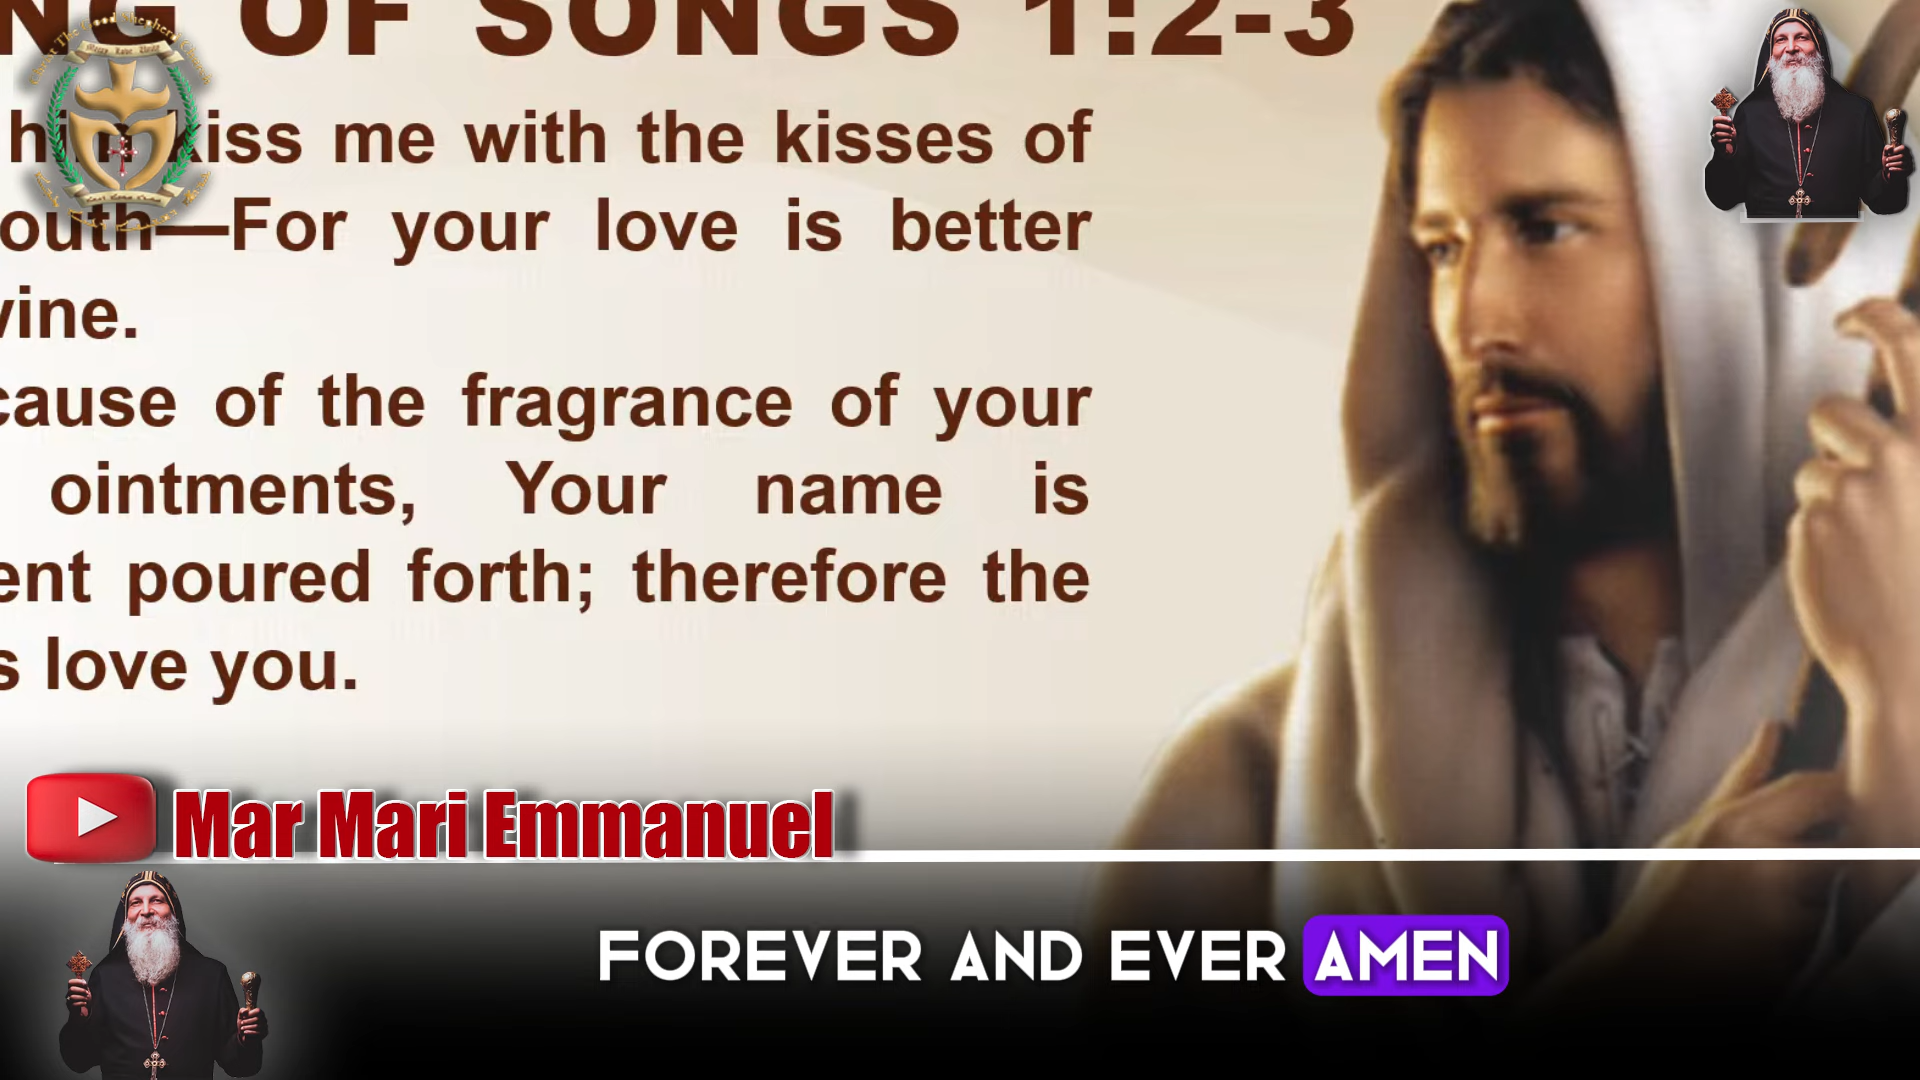 NG OF SONGS 1:2-3
him kiss me with the kisses of
outh—For your love is better
vine.
cause of the fragrance of your
ointments, Your name is
ent poured forth; therefore the
s love you.
Mar Mari Emmanuel
FOREVER AND EVER AMEN